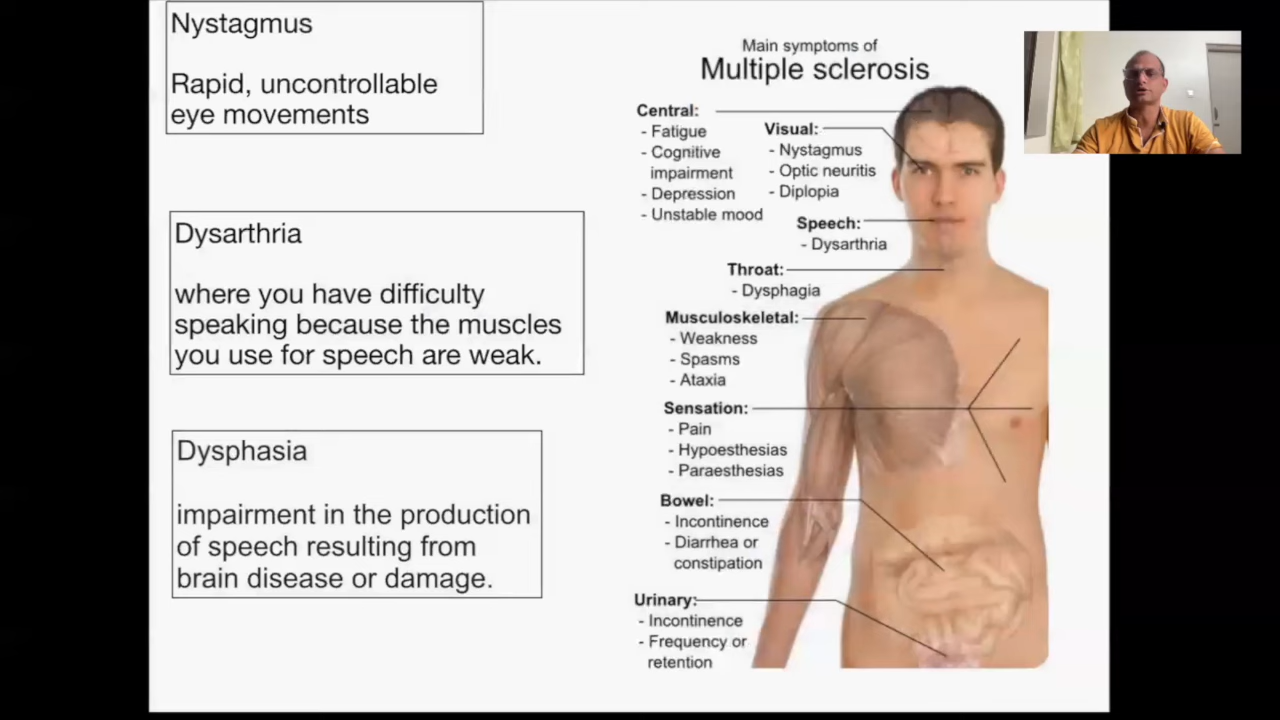 Nystagmus
Rapid, uncontrollable
eye movements
Dysarthria
where you have difficulty
speaking because the muscles
you use for speech are weak.
Dysphasia
impairment in the production
of speech resulting from
brain disease or damage.
Main symptoms of
Multiple sclerosis
Central:
- Fatigue
- Cognitive
impairment
- Depression
- Unstable mood
Visual:
- Nystagmus
- Optic neuritis
- Diplopia
Speech:
- Dysarthria
Throat:
- Dysphagia
Musculoskeletal:
- Weakness
- Spasms
- Ataxia
Sensation:
- Pain
- Hypoesthesias
- Paraesthesias
Bowel:
- Incontinence
- Diarrhea or
constipation
Urinary:
- Incontinence
- Frequency or
retention